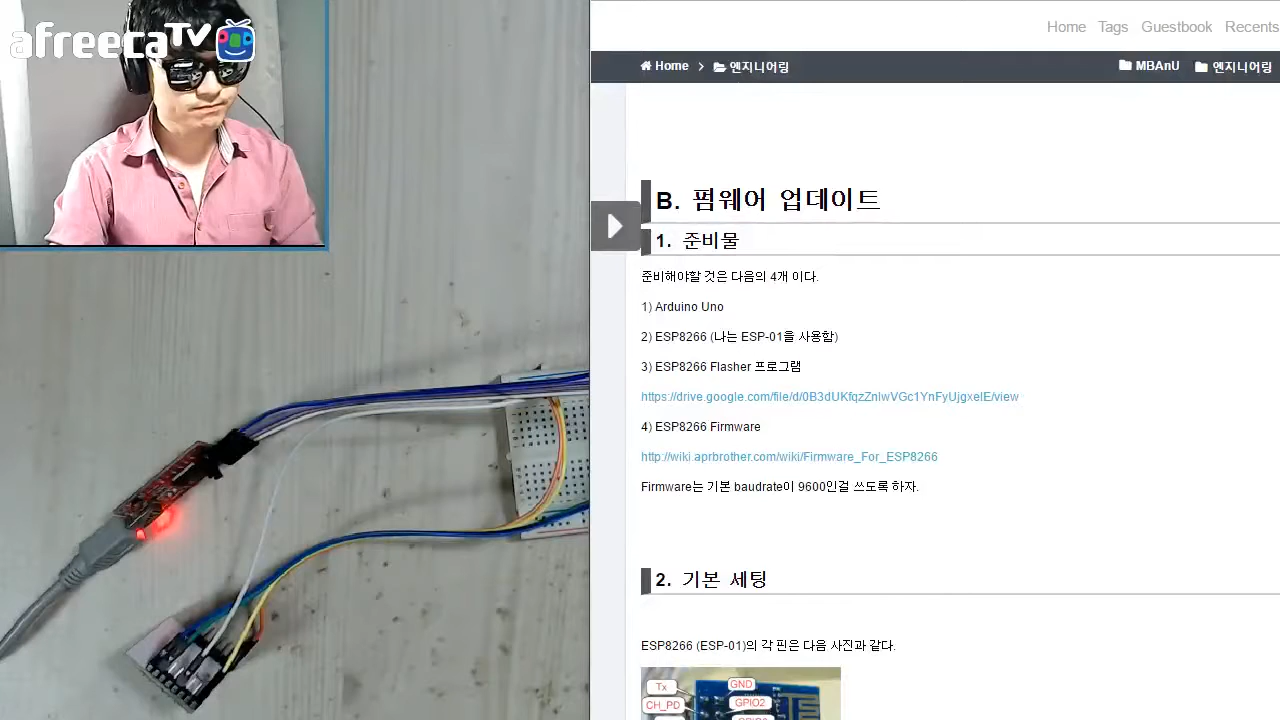 afreecaTV
Home Tags Guestbook Recents
Home > 엔지니어링 MBAnU 엔지니어링
B. 펌웨어 업데이트
1. 준비물
준비해야할 것은 다음의 4개 이다.
1) Arduino Uno
2) ESP8266 (나는 ESP-01을 사용함)
3) ESP8266 Flasher 프로그램
https://drive.google.com/file/d/0B3dUKfqzZnlwVGc1YnFyUjgxelE/view
4) ESP8266 Firmware
http://wiki.aprbrother.com/wiki/Firmware_For_ESP8266
Firmware는 기본 baudrate이 9600인걸 쓰도록 하자.
2. 기본 세팅
ESP8266 (ESP-01)의 각 핀은 다음 사진과 같다.
Tx GND
CH_PD GPIO2